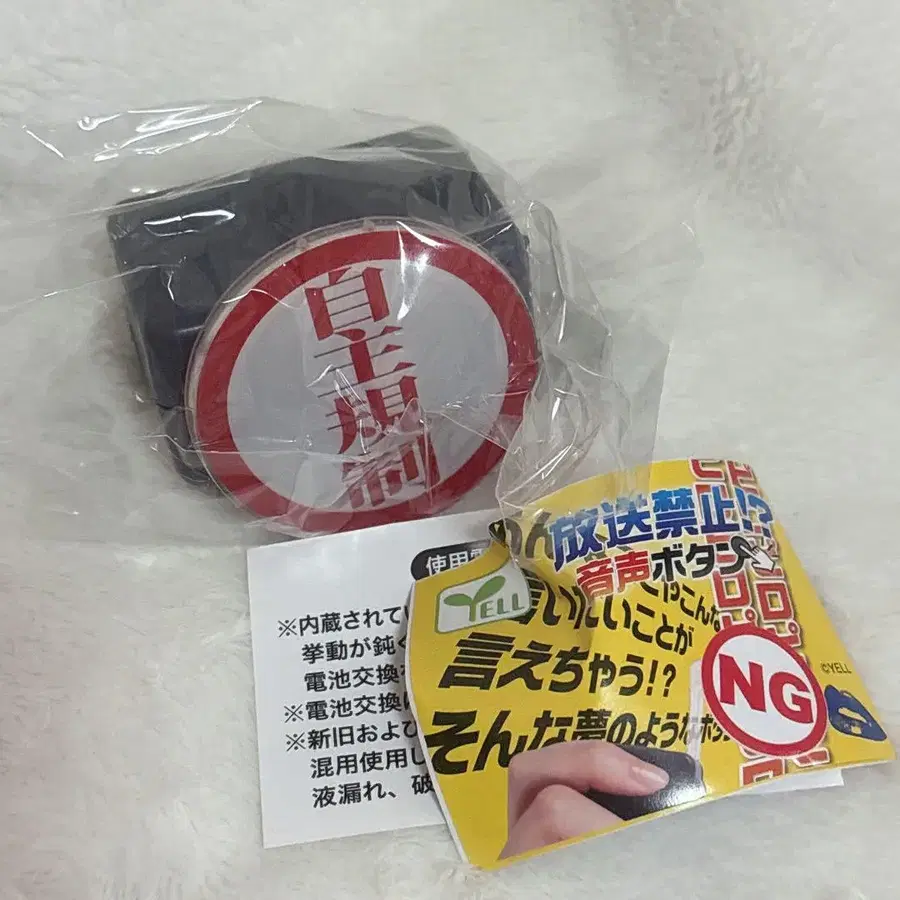 自主規制
放送禁止!?
音声ボタン
YELL
言いたいことが
言えちゃう!?
そんな夢のようなボタン
NG
©YELL
使用電
※内蔵されてい
挙動が鈍く
電池交換
※電池交換
※新旧および
混用使用し
液漏れ、破